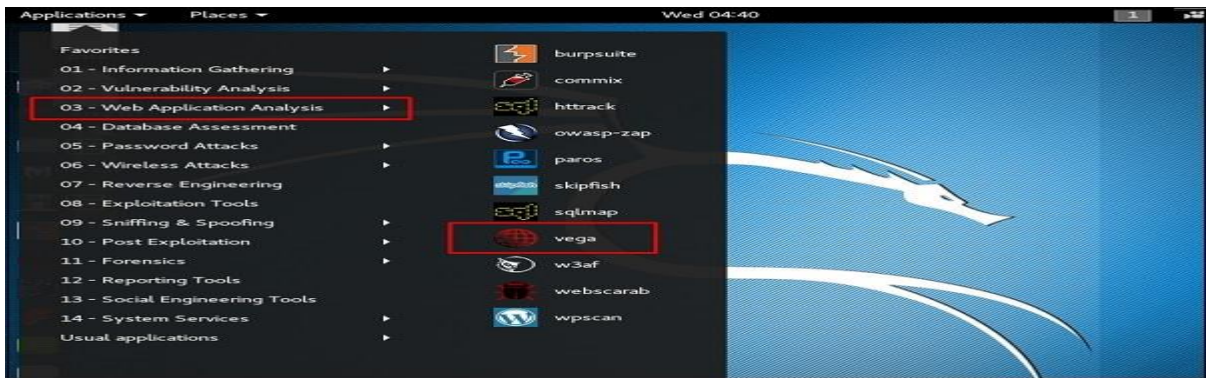 Applications Places Wed 04:40 1
Favorites
01 - Information Gathering
02 - Vulnerability Analysis
03 - Web Application Analysis
04 - Database Assessment
05 - Password Attacks
06 - Wireless Attacks
07 - Reverse Engineering
08 - Exploitation Tools
09 - Sniffing & Spoofing
10 - Post Exploitation
11 - Forensics
12 - Reporting Tools
13 - Social Engineering Tools
14 - System Services
Usual applications
burpsuite
commix
httrack
owasp-zap
paros
skipfish
sqlmap
vega
w3af
webscarab
wpscan